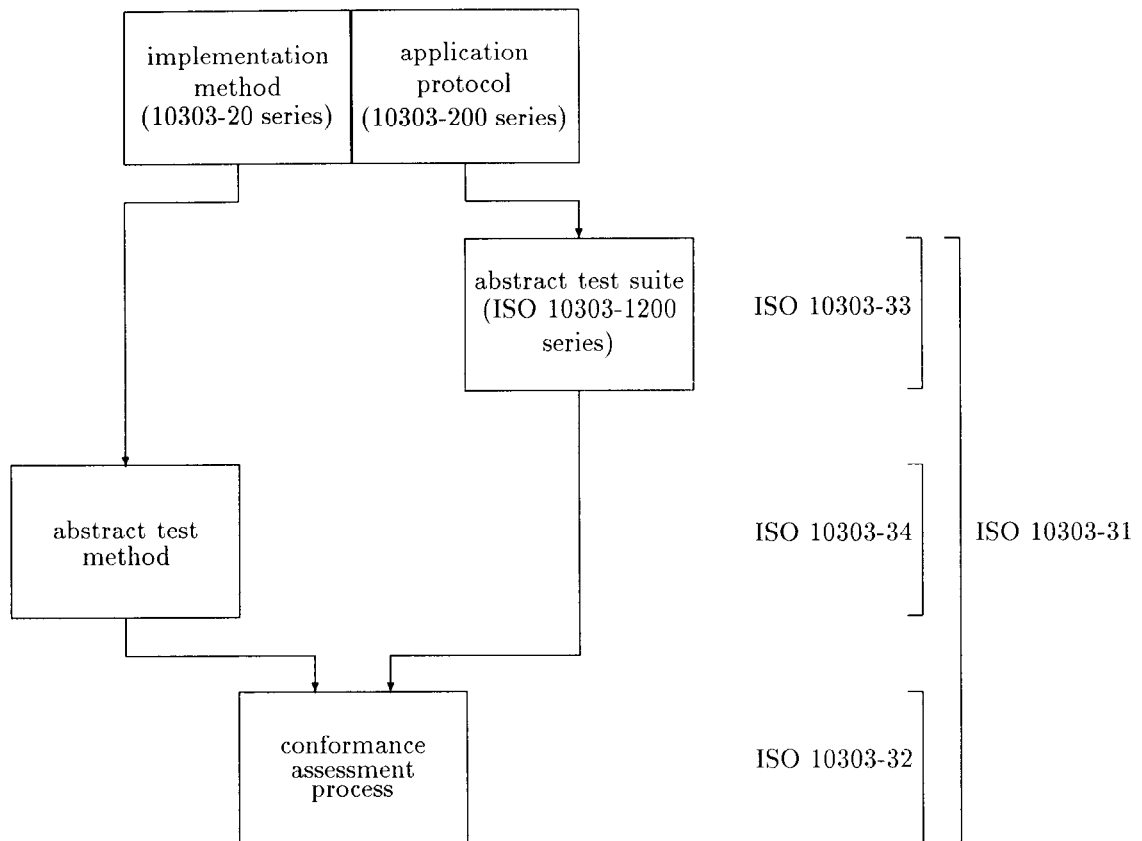 implementation
method
(10303-20 series)
application
protocol
(10303-200 series)
abstract test suite
(ISO 10303-1200
series)
ISO 10303-33
abstract test
method
ISO 10303-34
ISO 10303-31
conformance
assessment
process
ISO 10303-32